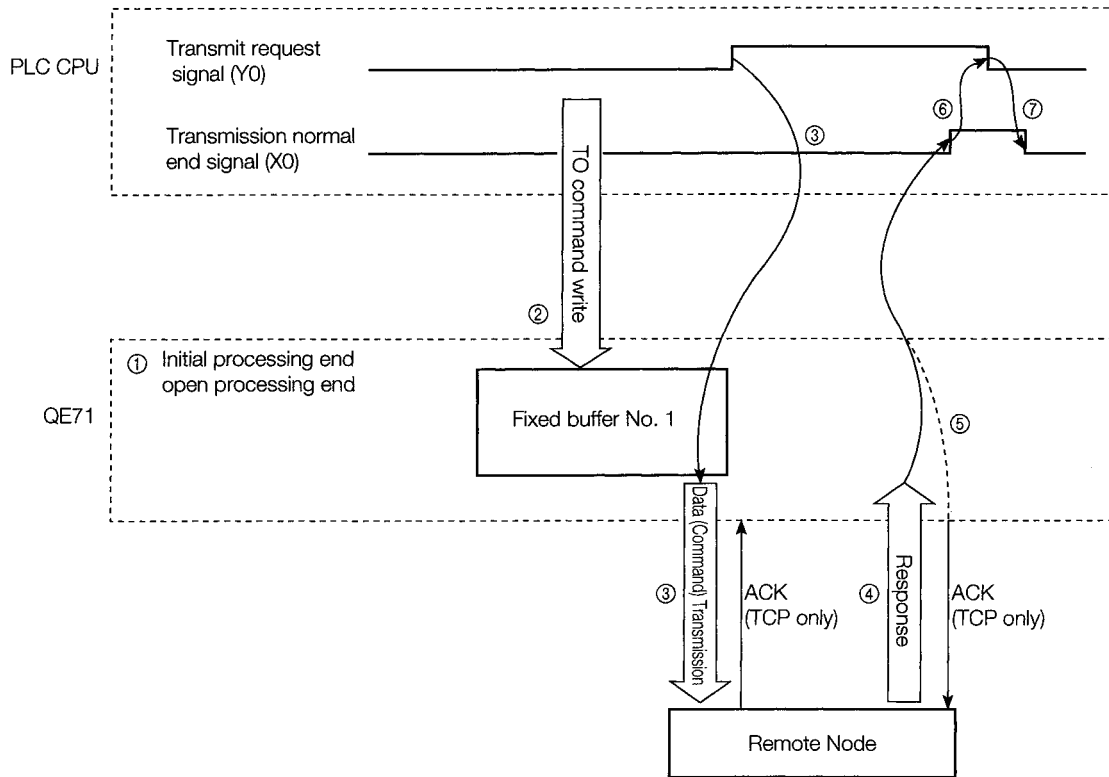 Transmit request
signal (Y0)
PLC CPU
⑥
⑦
Transmission normal
end signal (X0)
③
TO command write
②
① Initial processing end
open processing end
QE71
Fixed buffer No. 1
⑤
Data (Command) Transmission
③
ACK
(TCP only)
④
Response
ACK
(TCP only)
Remote Node